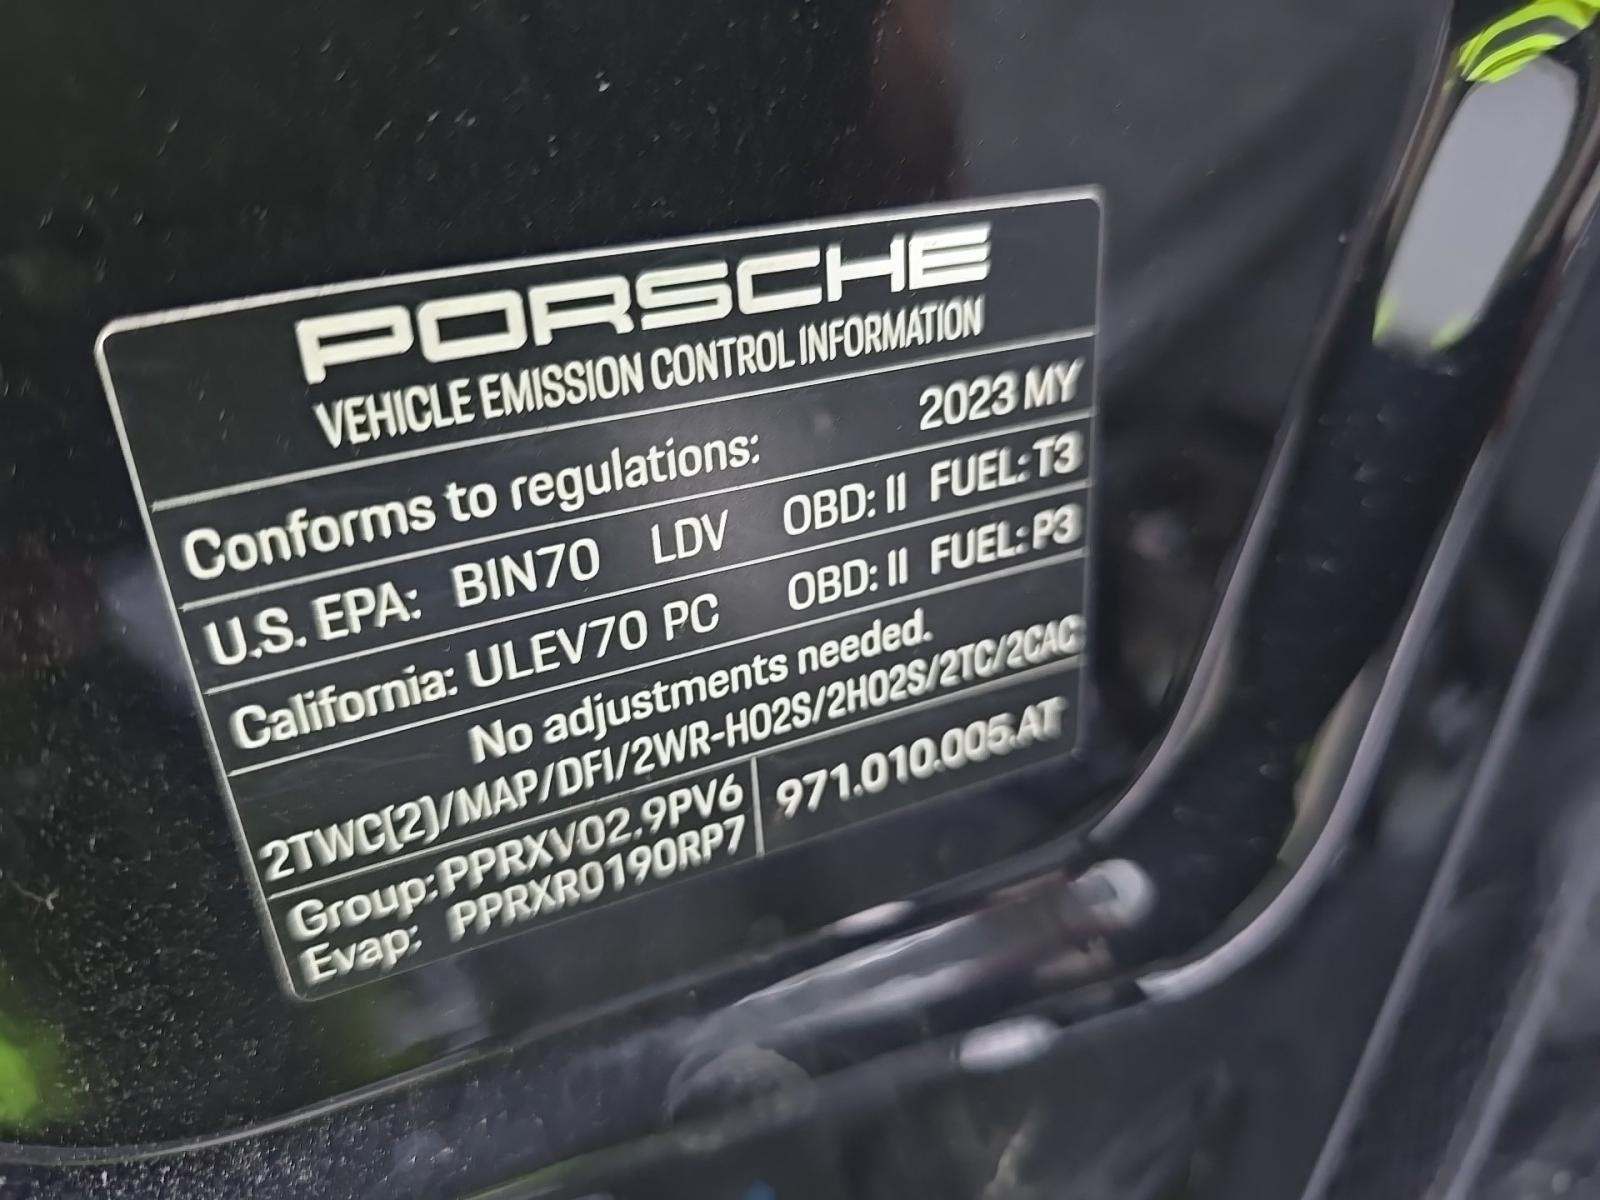 PORSCHE
VEHICLE EMISSION CONTROL INFORMATION
Conforms to regulations: 2023 MY
U.S. EPA: BIN70 LDV OBD: II FUEL: T3
California: ULEV70 PC OBD: II FUEL: P3
No adjustments needed.
2TWC(2)/MAP/DFI/2WR-HO2S/2HO2S/2TC/2CAC
Group: PPRXV02.9PV6
Evap: PPRXR0190RP7
971.010.005.AT